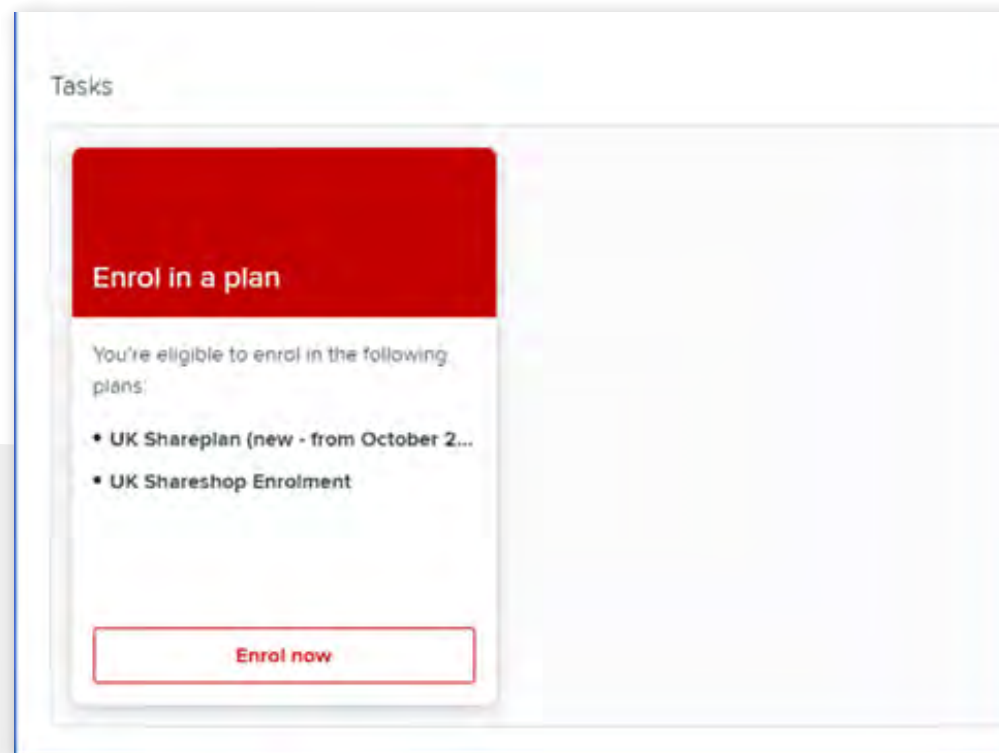 Tasks
Enrol in a plan
You're eligible to enrol in the following
plans:
• UK Shareplan (new - from October 2...
• UK Shareshop Enrolment
Enrol now